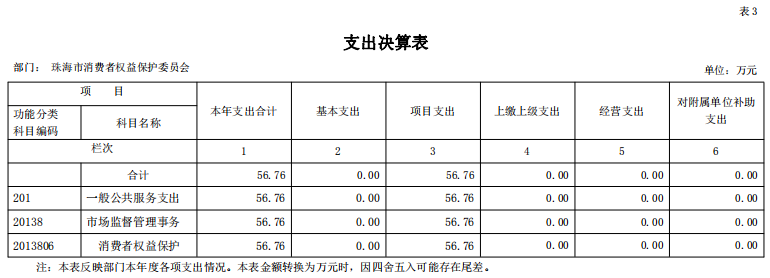 表 3
支出决算表
部门： 珠海市消费者权益保护委员会
单位：万元
项 目 本年支出合计 基本支出 项目支出 上缴上级支出 经营支出 对附属单位补助支出
功能分类科目编码 科目名称
栏次 1 2 3 4 5 6
合计 56.76 0.00 56.76 0.00 0.00 0.00
201 一般公共服务支出 56.76 0.00 56.76 0.00 0.00 0.00
20138 市场监督管理事务 56.76 0.00 56.76 0.00 0.00 0.00
2013806 消费者权益保护 56.76 0.00 56.76 0.00 0.00 0.00
注：本表反映部门本年度各项支出情况。本表金额转换为万元时，因四舍五入可能存在尾差。